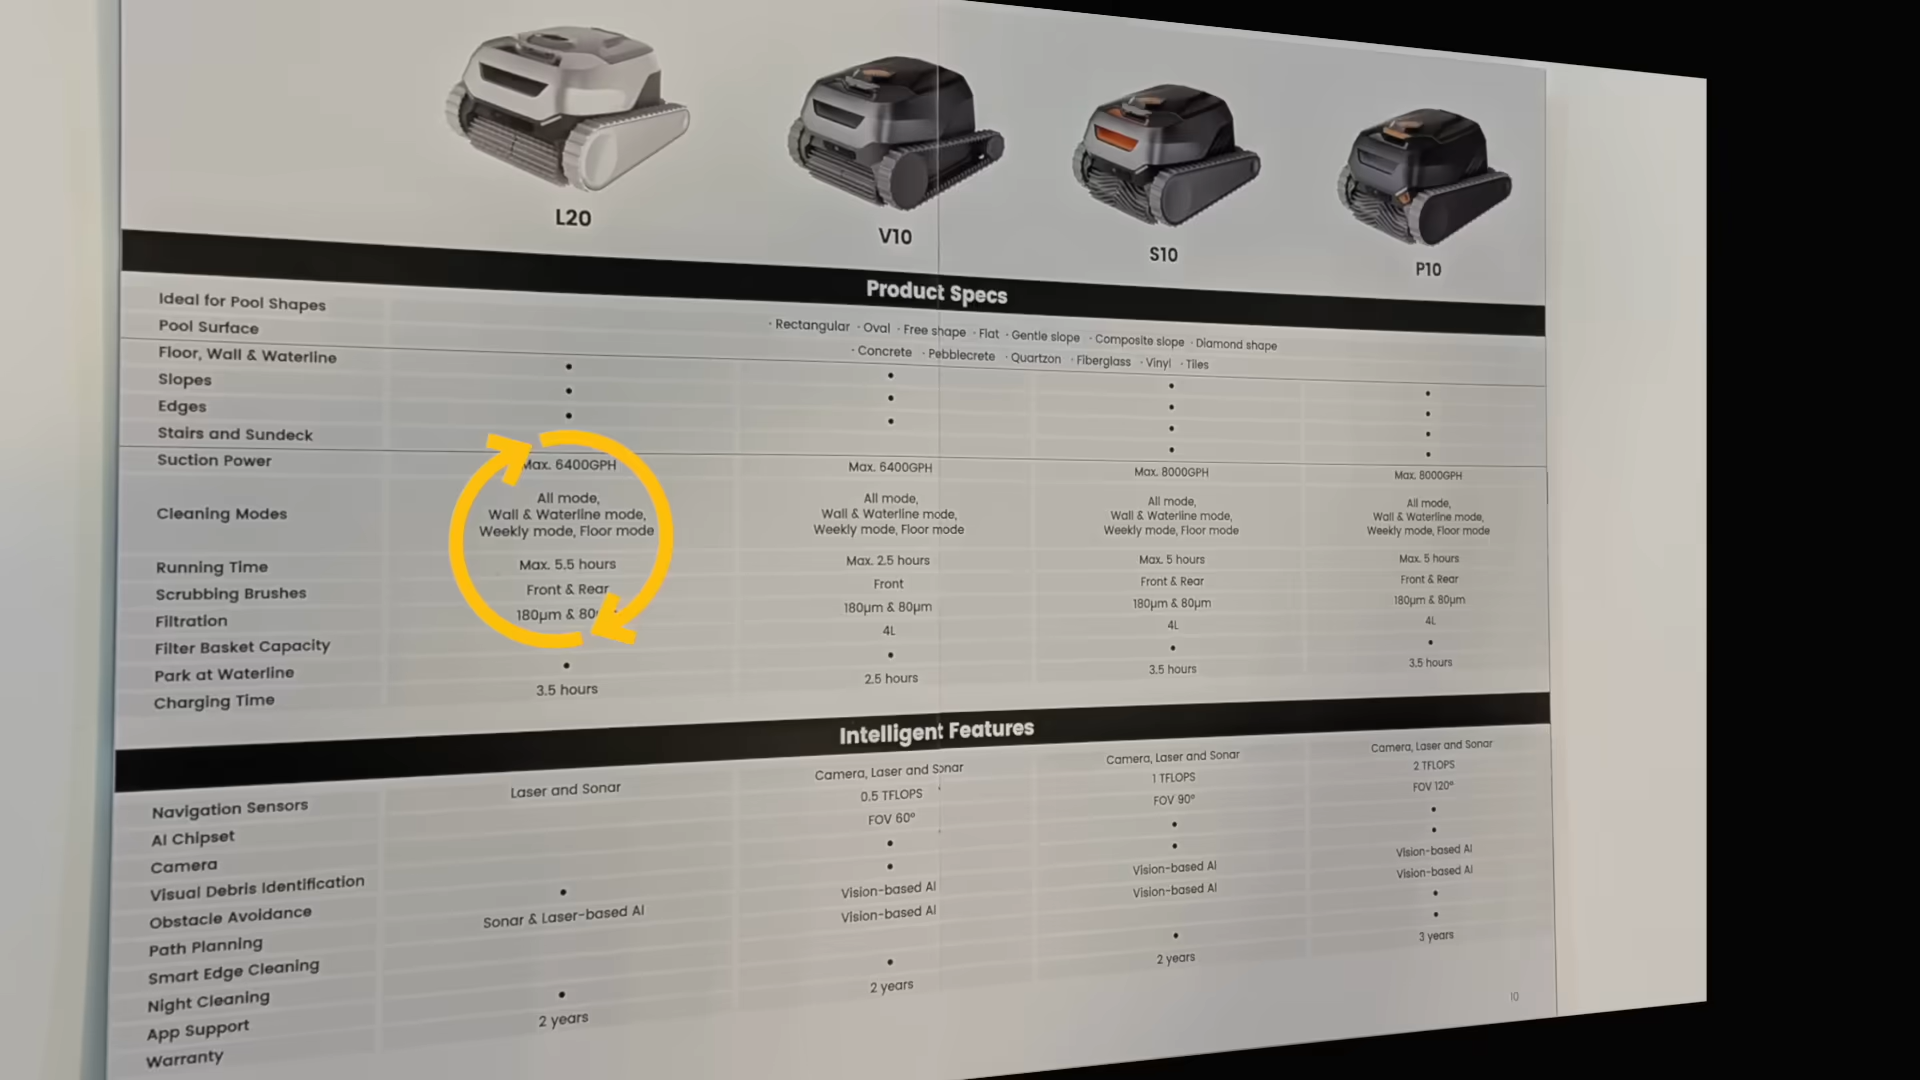 L20
V10
S10
P10
Product Specs
Ideal for Pool Shapes
· Rectangular · Oval · Free shape · Flat · Gentle slope · Composite slope · Diamond shape
Pool Surface
· Concrete · Pebblecrete · Quartzon · Fiberglass · Vinyl · Tiles
Floor, Wall & Waterline • • • •
Slopes • • • •
Edges • • • •
Stairs and Sundeck • •
Suction Power Max. 6400GPH Max. 6400GPH Max. 8000GPH Max. 8000GPH
Cleaning Modes
All mode,
Wall & Waterline mode,
Weekly mode, Floor mode
All mode,
Wall & Waterline mode,
Weekly mode, Floor mode
All mode,
Wall & Waterline mode,
Weekly mode, Floor mode
All mode,
Wall & Waterline mode,
Weekly mode, Floor mode
Running Time Max. 5.5 hours Max. 2.5 hours Max. 5 hours Max. 5 hours
Scrubbing Brushes Front & Rear Front Front & Rear Front & Rear
Filtration 180μm & 80 180μm & 80μm 180μm & 80μm 180μm & 80μm
Filter Basket Capacity 4L 4L 4L
Park at Waterline • • • •
Charging Time 3.5 hours 2.5 hours 3.5 hours 3.5 hours
Intelligent Features
Navigation Sensors Laser and Sonar Camera, Laser and Sonar Camera, Laser and Sonar Camera, Laser and Sonar
AI Chipset 0.5 TFLOPS 1 TFLOPS 2 TFLOPS
Camera FOV 60° FOV 90° FOV 120°
Visual Debris Identification • • •
Obstacle Avoidance • • • •
Path Planning Sonar & Laser-based AI Vision-based AI Vision-based AI Vision-based AI
Smart Edge Cleaning Vision-based AI Vision-based AI Vision-based AI
Night Cleaning •
App Support • • • •
Warranty 2 years 2 years 2 years 3 years
10